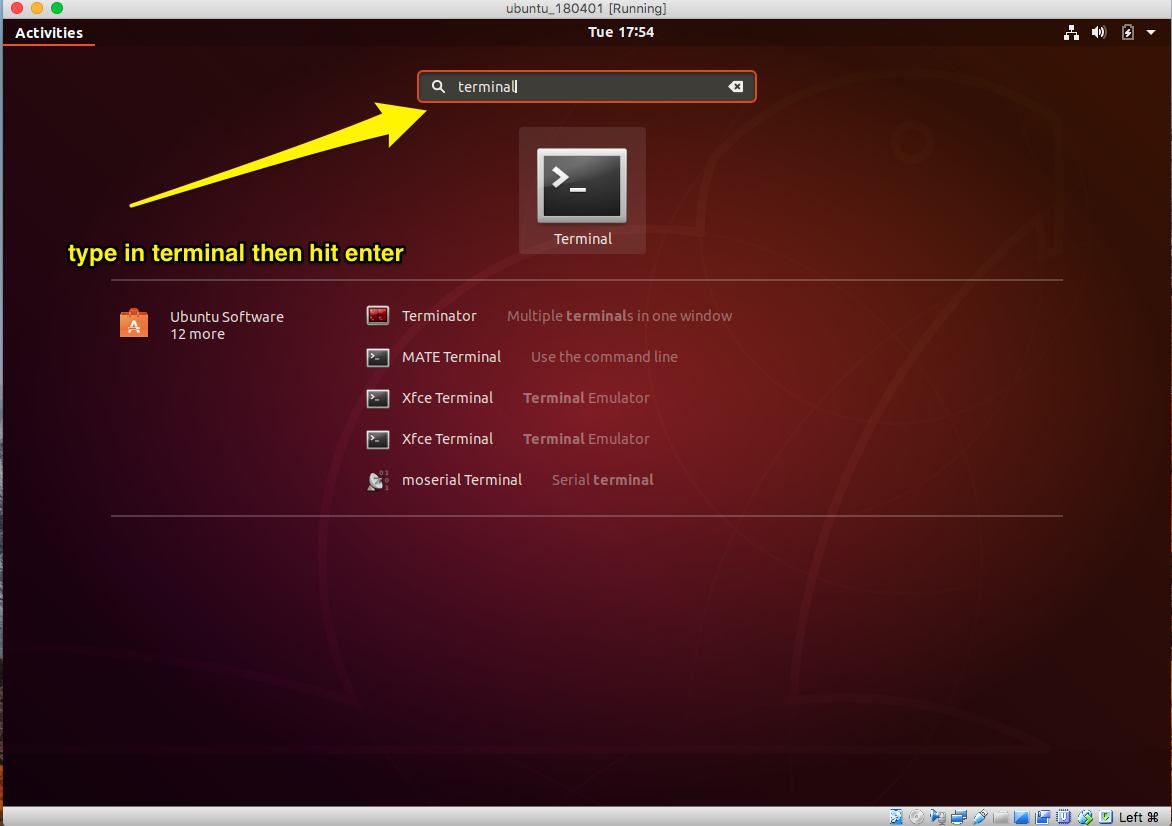 ubuntu_180401 [Running]
Activities
Tue 17:54
terminal
Terminal
type in terminal then hit enter
Ubuntu Software
12 more
Terminator Multiple terminals in one window
MATE Terminal Use the command line
Xfce Terminal Terminal Emulator
Xfce Terminal Terminal Emulator
moserial Terminal Serial terminal
Left ⌘